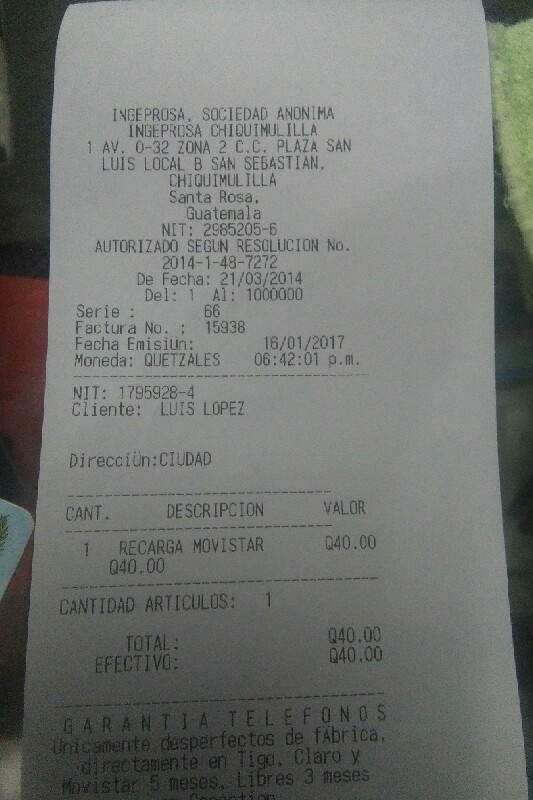 INGEPROSA, SOCIEDAD ANONIMA
INGEPROSA CHIQUIMULILLA
1 AV. 0-32 ZONA 2 C.C. PLAZA SAN
LUIS LOCAL B SAN SEBASTIAN,
CHIQUIMULILLA
Santa Rosa,
Guatemala
NIT: 2985205-6
AUTORIZADO SEGUN RESOLUCION No.
2014-1-48-7272
De Fecha: 21/03/2014
Del: 1 Al: 1000000
Serie : 66
Factura No. : 15938
Fecha Emisiún: 16/01/2017
Moneda: QUETZALES 06:42:01 p.m.
NIT: 1795928-4
Cliente: LUIS LOPEZ
Direcciún:CIUDAD
CANT. DESCRIPCION VALOR
1 RECARGA MOVISTAR Q40.00
Q40.00
CANTIDAD ARTICULOS: 1
TOTAL: Q40.00
EFECTIVO: Q40.00
GARANTIA TELEFONOS
Unicamente desperfectos de fábrica,
directamente en Tigo, Claro y
Movistar 5 meses, Libres 3 meses